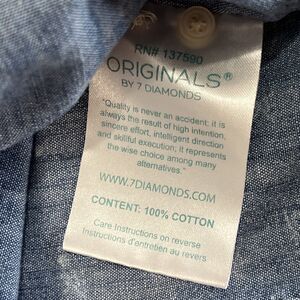 RN# 137590
ORIGINALS®
BY 7 DIAMONDS
"Quality is never an accident; it is
always the result of high intention,
sincere effort, intelligent direction
and skillful execution; it represents
the wise choice among many
alternatives."
WWW.7DIAMONDS.COM
CONTENT: 100% COTTON
Care Instructions on reverse
Instructions d'entretien au revers